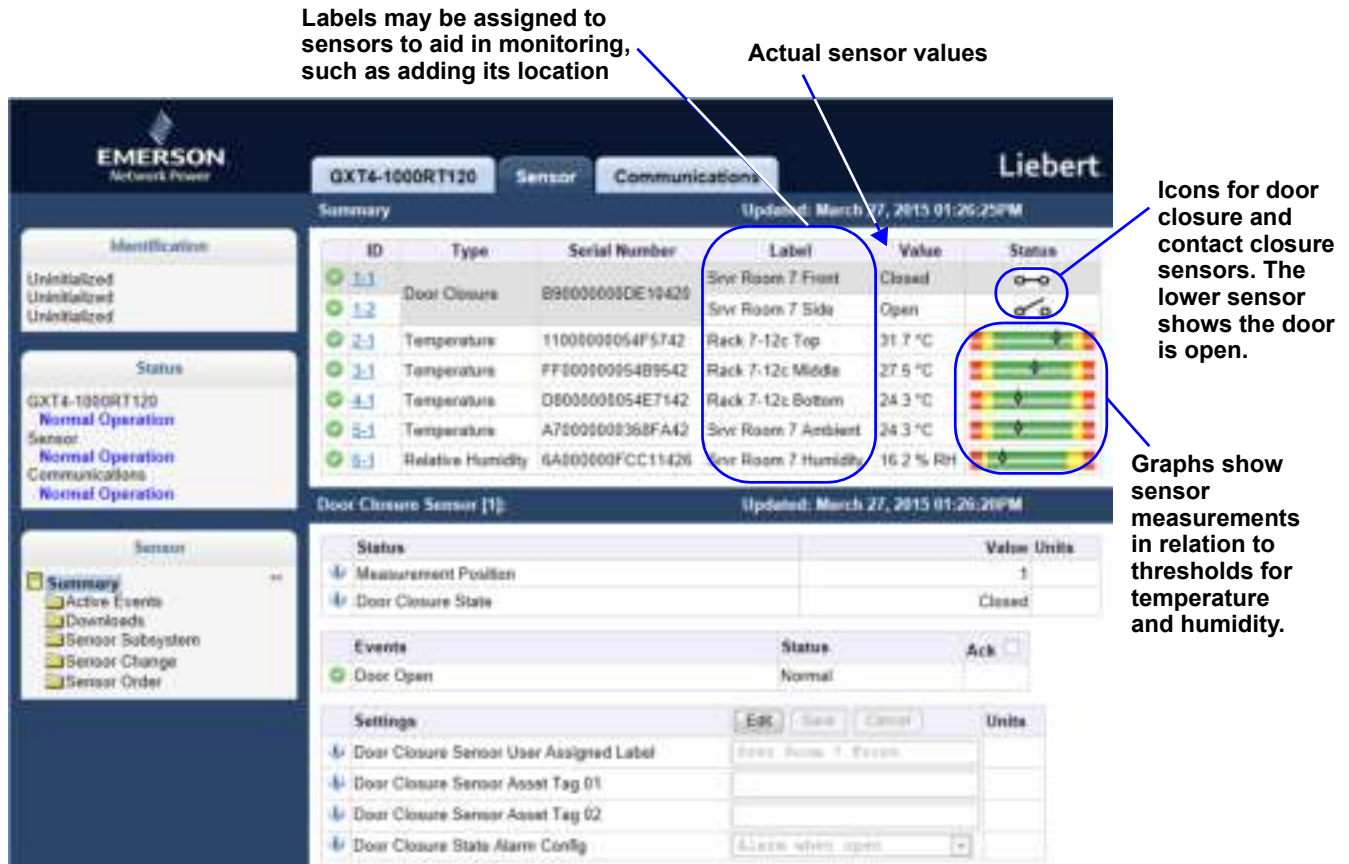 Labels may be assigned to
sensors to aid in monitoring,
such as adding its location
Actual sensor values
EMERSON
Network Power
GXT4-1000RT120 Sensor Communications
Liebert
Summary Updated: March 27, 2015 01:26:25PM
Identification
Uninitialized
Uninitialized
Uninitialized
Status
GXT4-1000RT120
Normal Operation
Sensor
Normal Operation
Communications
Normal Operation
Sensor
Summary
Active Events
Downloads
Sensor Subsystem
Sensor Change
Sensor Order
ID Type Serial Number Label Value Status
1-1 Door Closure B90000000DE10420 Srvr Room 7 Front Closed
1-2 Srvr Room 7 Side Open
2-1 Temperature 11000000054F5742 Rack 7-12c Top 31.7 °C
3-1 Temperature FF000000054B9542 Rack 7-12c Middle 27.5 °C
4-1 Temperature D8000000054E7142 Rack 7-12c Bottom 24.3 °C
5-1 Temperature A70000000368FA42 Srvr Room 7 Ambient 24.3 °C
6-1 Relative Humidity 6A000000FCC11426 Srvr Room 7 Humidity 16.2 % RH
Icons for door
closure and
contact closure
sensors. The
lower sensor
shows the door
is open.
Graphs show
sensor
measurements
in relation to
thresholds for
temperature
and humidity.
Door Closure Sensor [1]: Updated: March 27, 2015 01:26:20PM
Status Value Units
Measurement Position 1
Door Closure State Closed
Events Status Ack
Door Open Normal
Settings Edit Save Cancel Units
Door Closure Sensor User Assigned Label Srvr Room 7 Front
Door Closure Sensor Asset Tag 01
Door Closure Sensor Asset Tag 02
Door Closure State Alarm Config Alarm when open